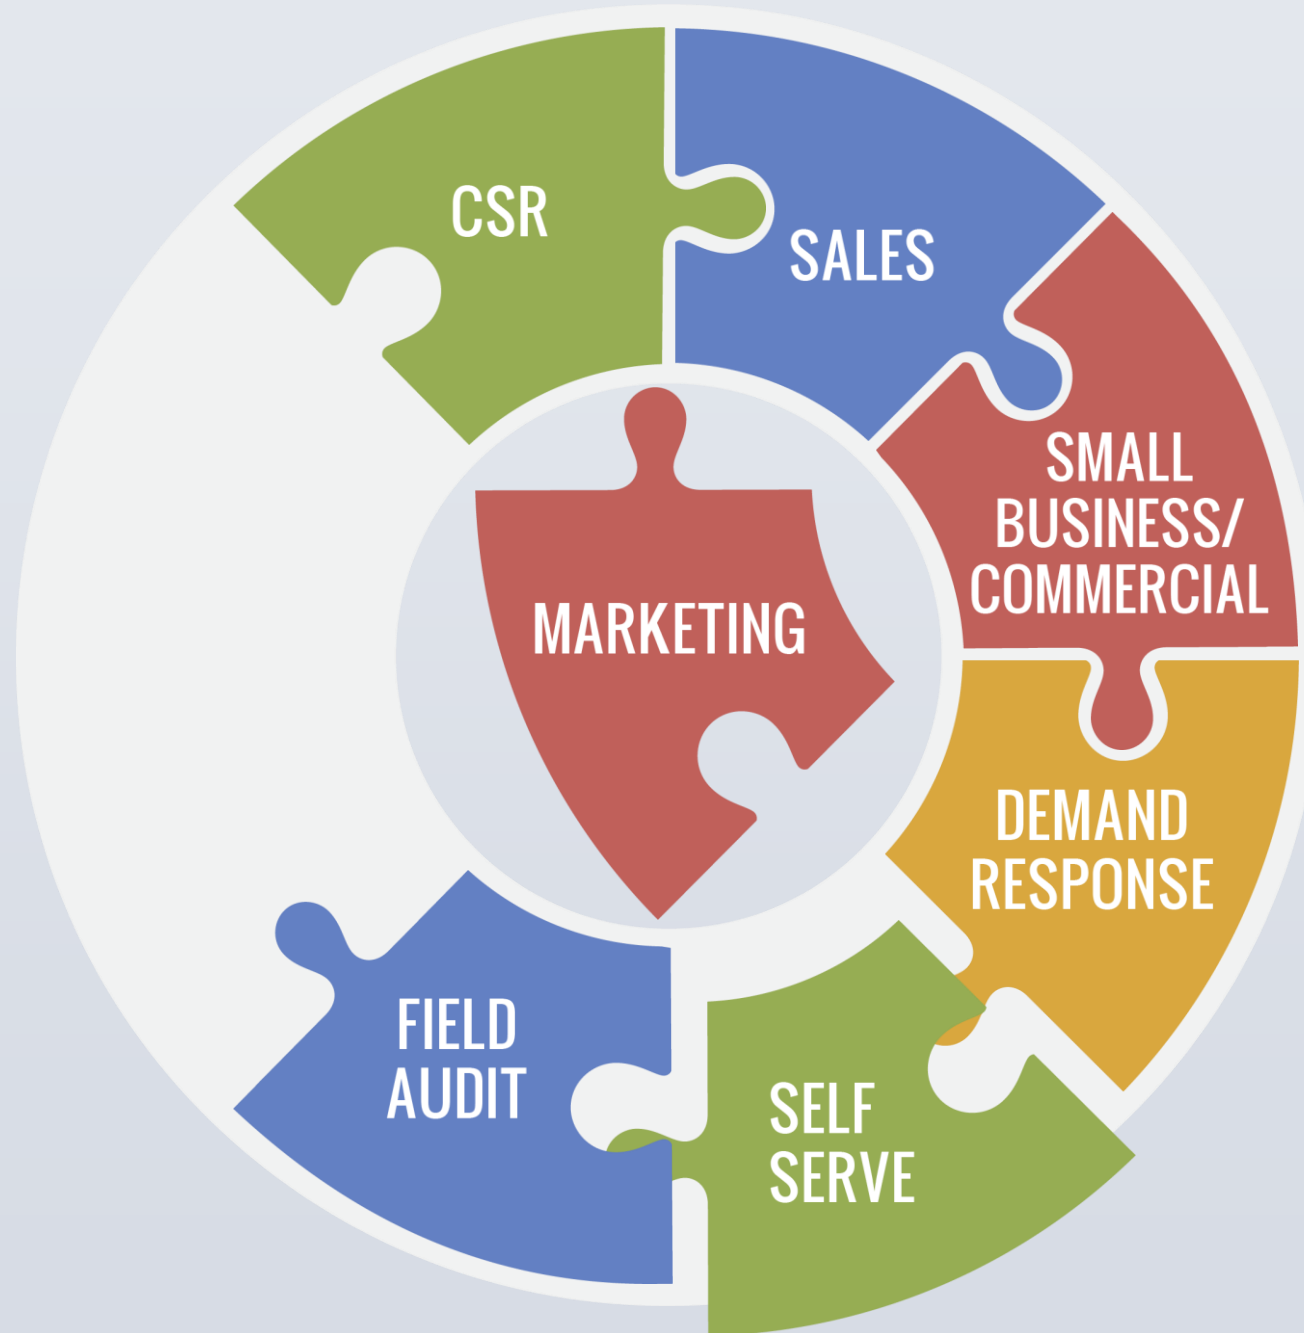 CSR
SALES
SMALL
BUSINESS/
COMMERCIAL
MARKETING
DEMAND
RESPONSE
FIELD
AUDIT
SELF
SERVE